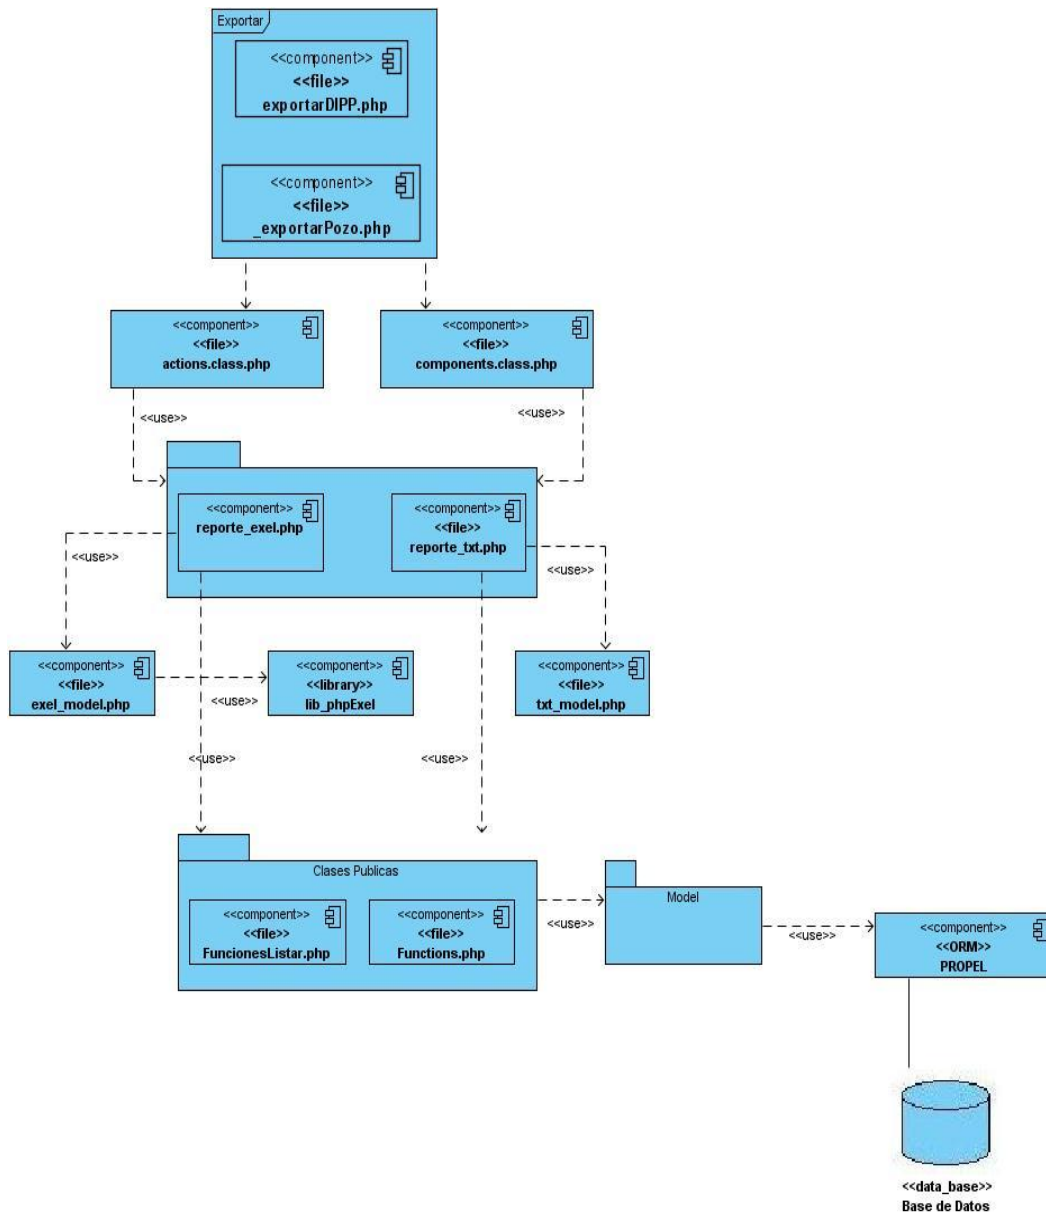 Exportar
<<component>>
<<file>>
exportarDIPP.php
<<component>>
<<file>>
_exportarPozo.php
<<component>>
<<file>>
actions.class.php
<<component>>
<<file>>
components.class.php
<<use>>
<<use>>
<<component>>
reporte_exel.php
<<component>>
<<file>>
reporte_txt.php
<<use>>
<<use>>
<<component>>
<<file>>
exel_model.php
<<component>>
<<library>>
lib_phpExel
<<component>>
<<file>>
txt_model.php
<<use>>
<<use>>
<<use>>
Clases Publicas
<<component>>
<<file>>
FuncionesListar.php
<<component>>
<<file>>
Functions.php
<<use>>
Model
<<use>>
<<component>>
<<ORM>>
PROPEL
<<data_base>>
Base de Datos